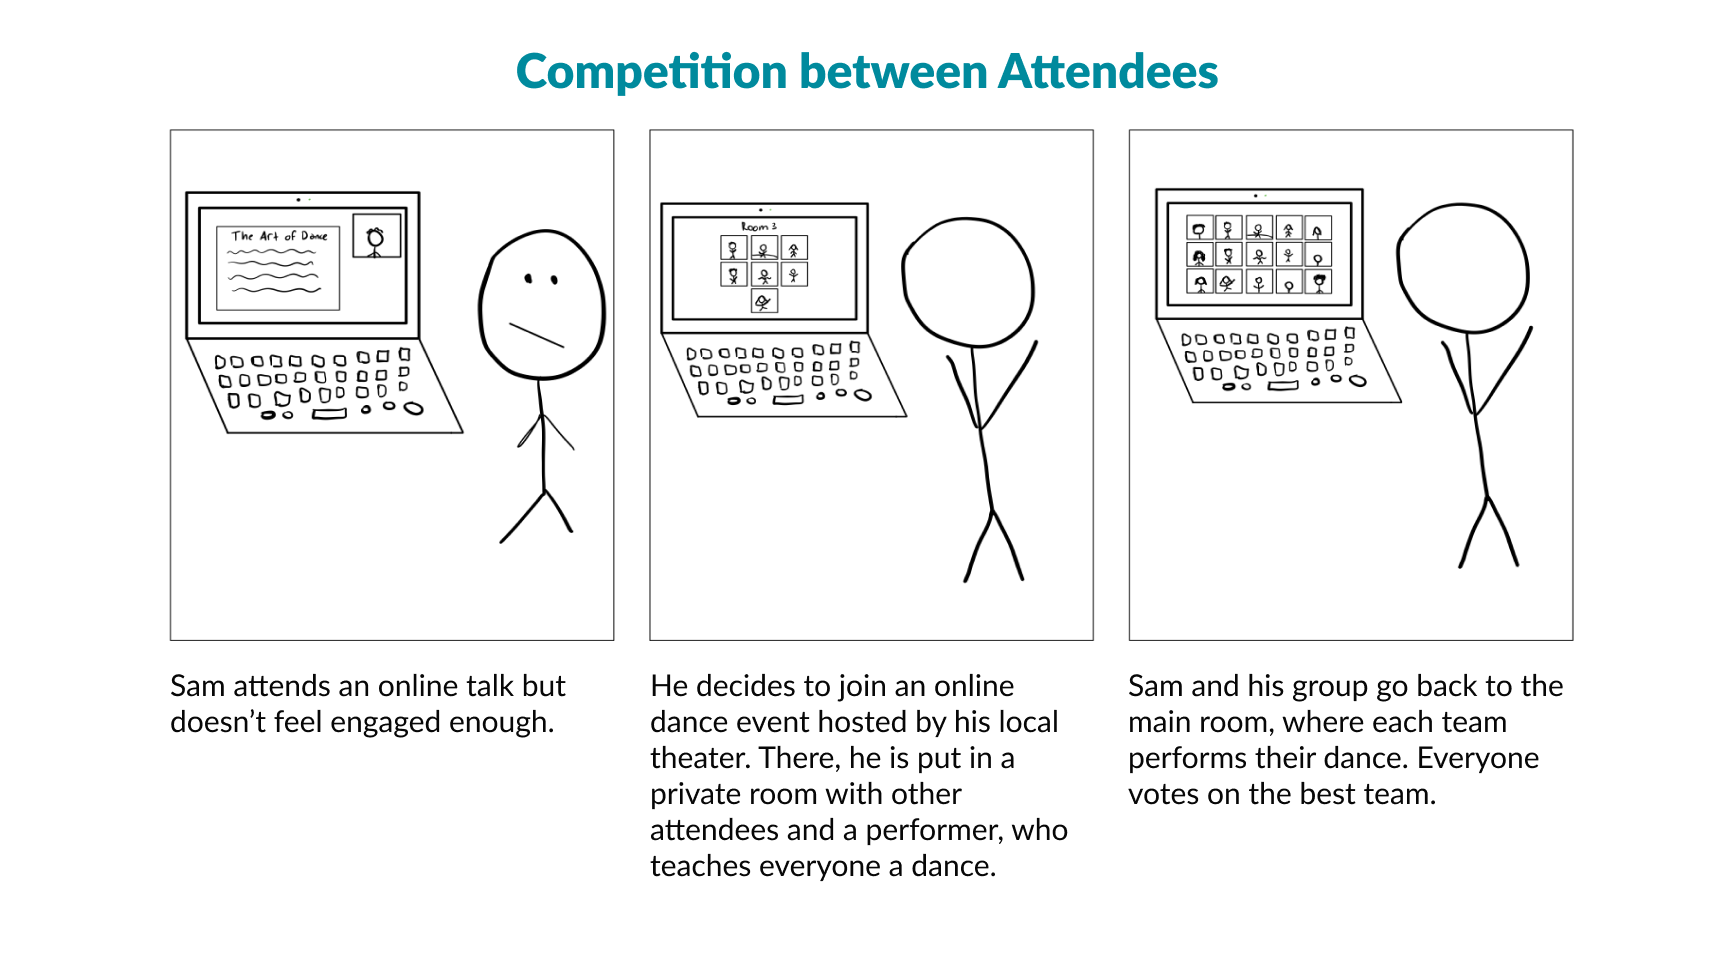 Competition between Attendees
The Art of Dance
Room 3
Sam attends an online talk but
doesn’t feel engaged enough.
He decides to join an online
dance event hosted by his local
theater. There, he is put in a
private room with other
attendees and a performer, who
teaches everyone a dance.
Sam and his group go back to the
main room, where each team
performs their dance. Everyone
votes on the best team.